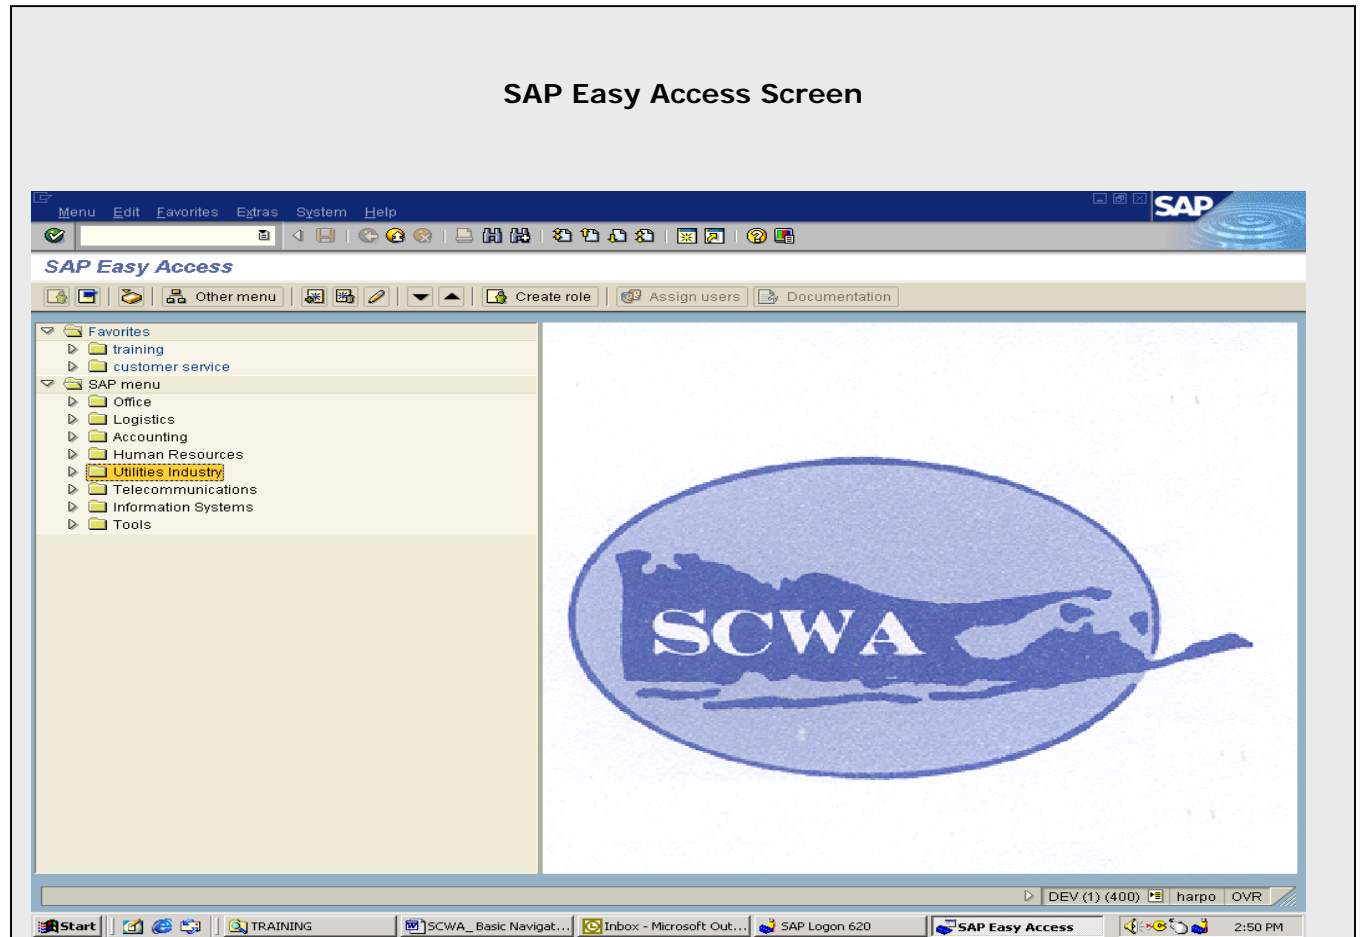 SAP Easy Access Screen
Menu Edit Favorites Extras System Help
SAP
SAP Easy Access
Other menu Create role Assign users Documentation
Favorites
training
customer service
SAP menu
Office
Logistics
Accounting
Human Resources
Utilities Industry
Telecommunications
Information Systems
Tools
SCWA
DEV (1) (400) harpo OVR
Start TRAINING SCWA_ Basic Navigat... Inbox - Microsoft Out... SAP Logon 620 SAP Easy Access 2:50 PM